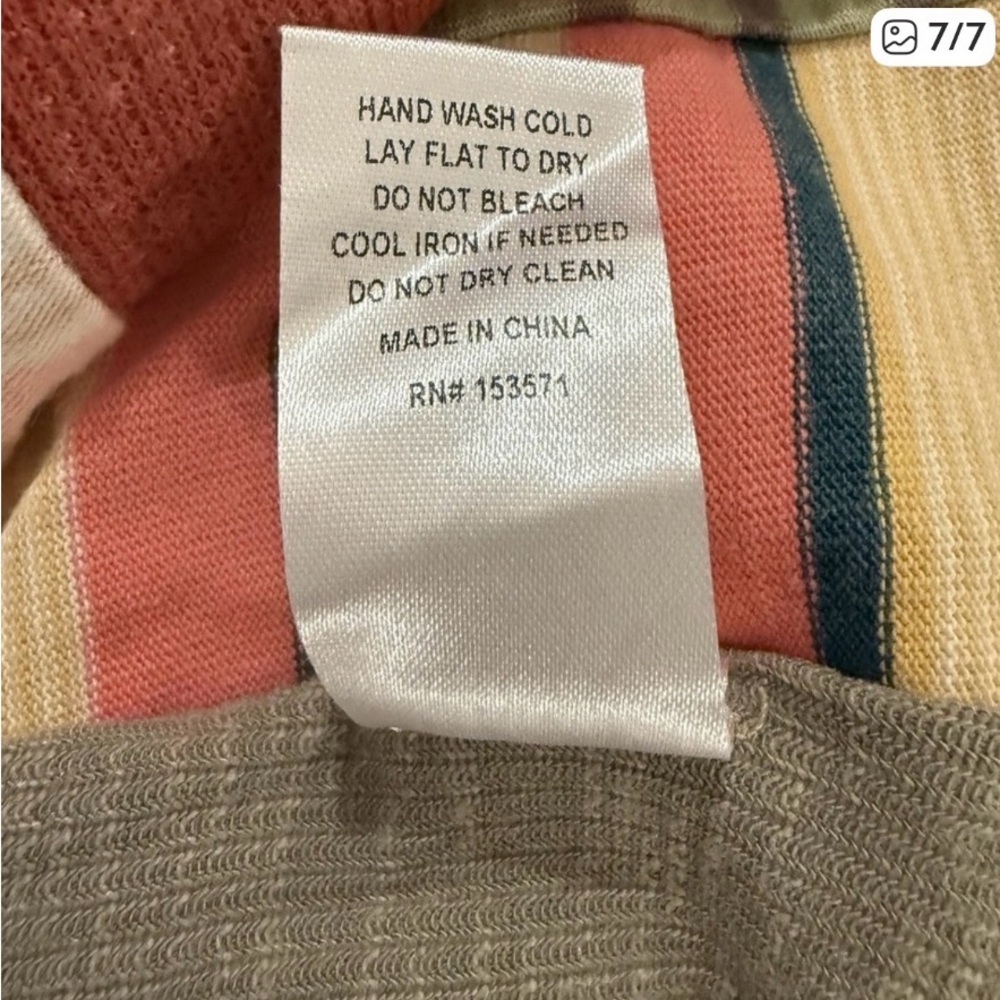 7/7
HAND WASH COLD
LAY FLAT TO DRY
DO NOT BLEACH
COOL IRON IF NEEDED
DO NOT DRY CLEAN
MADE IN CHINA
RN# 153571